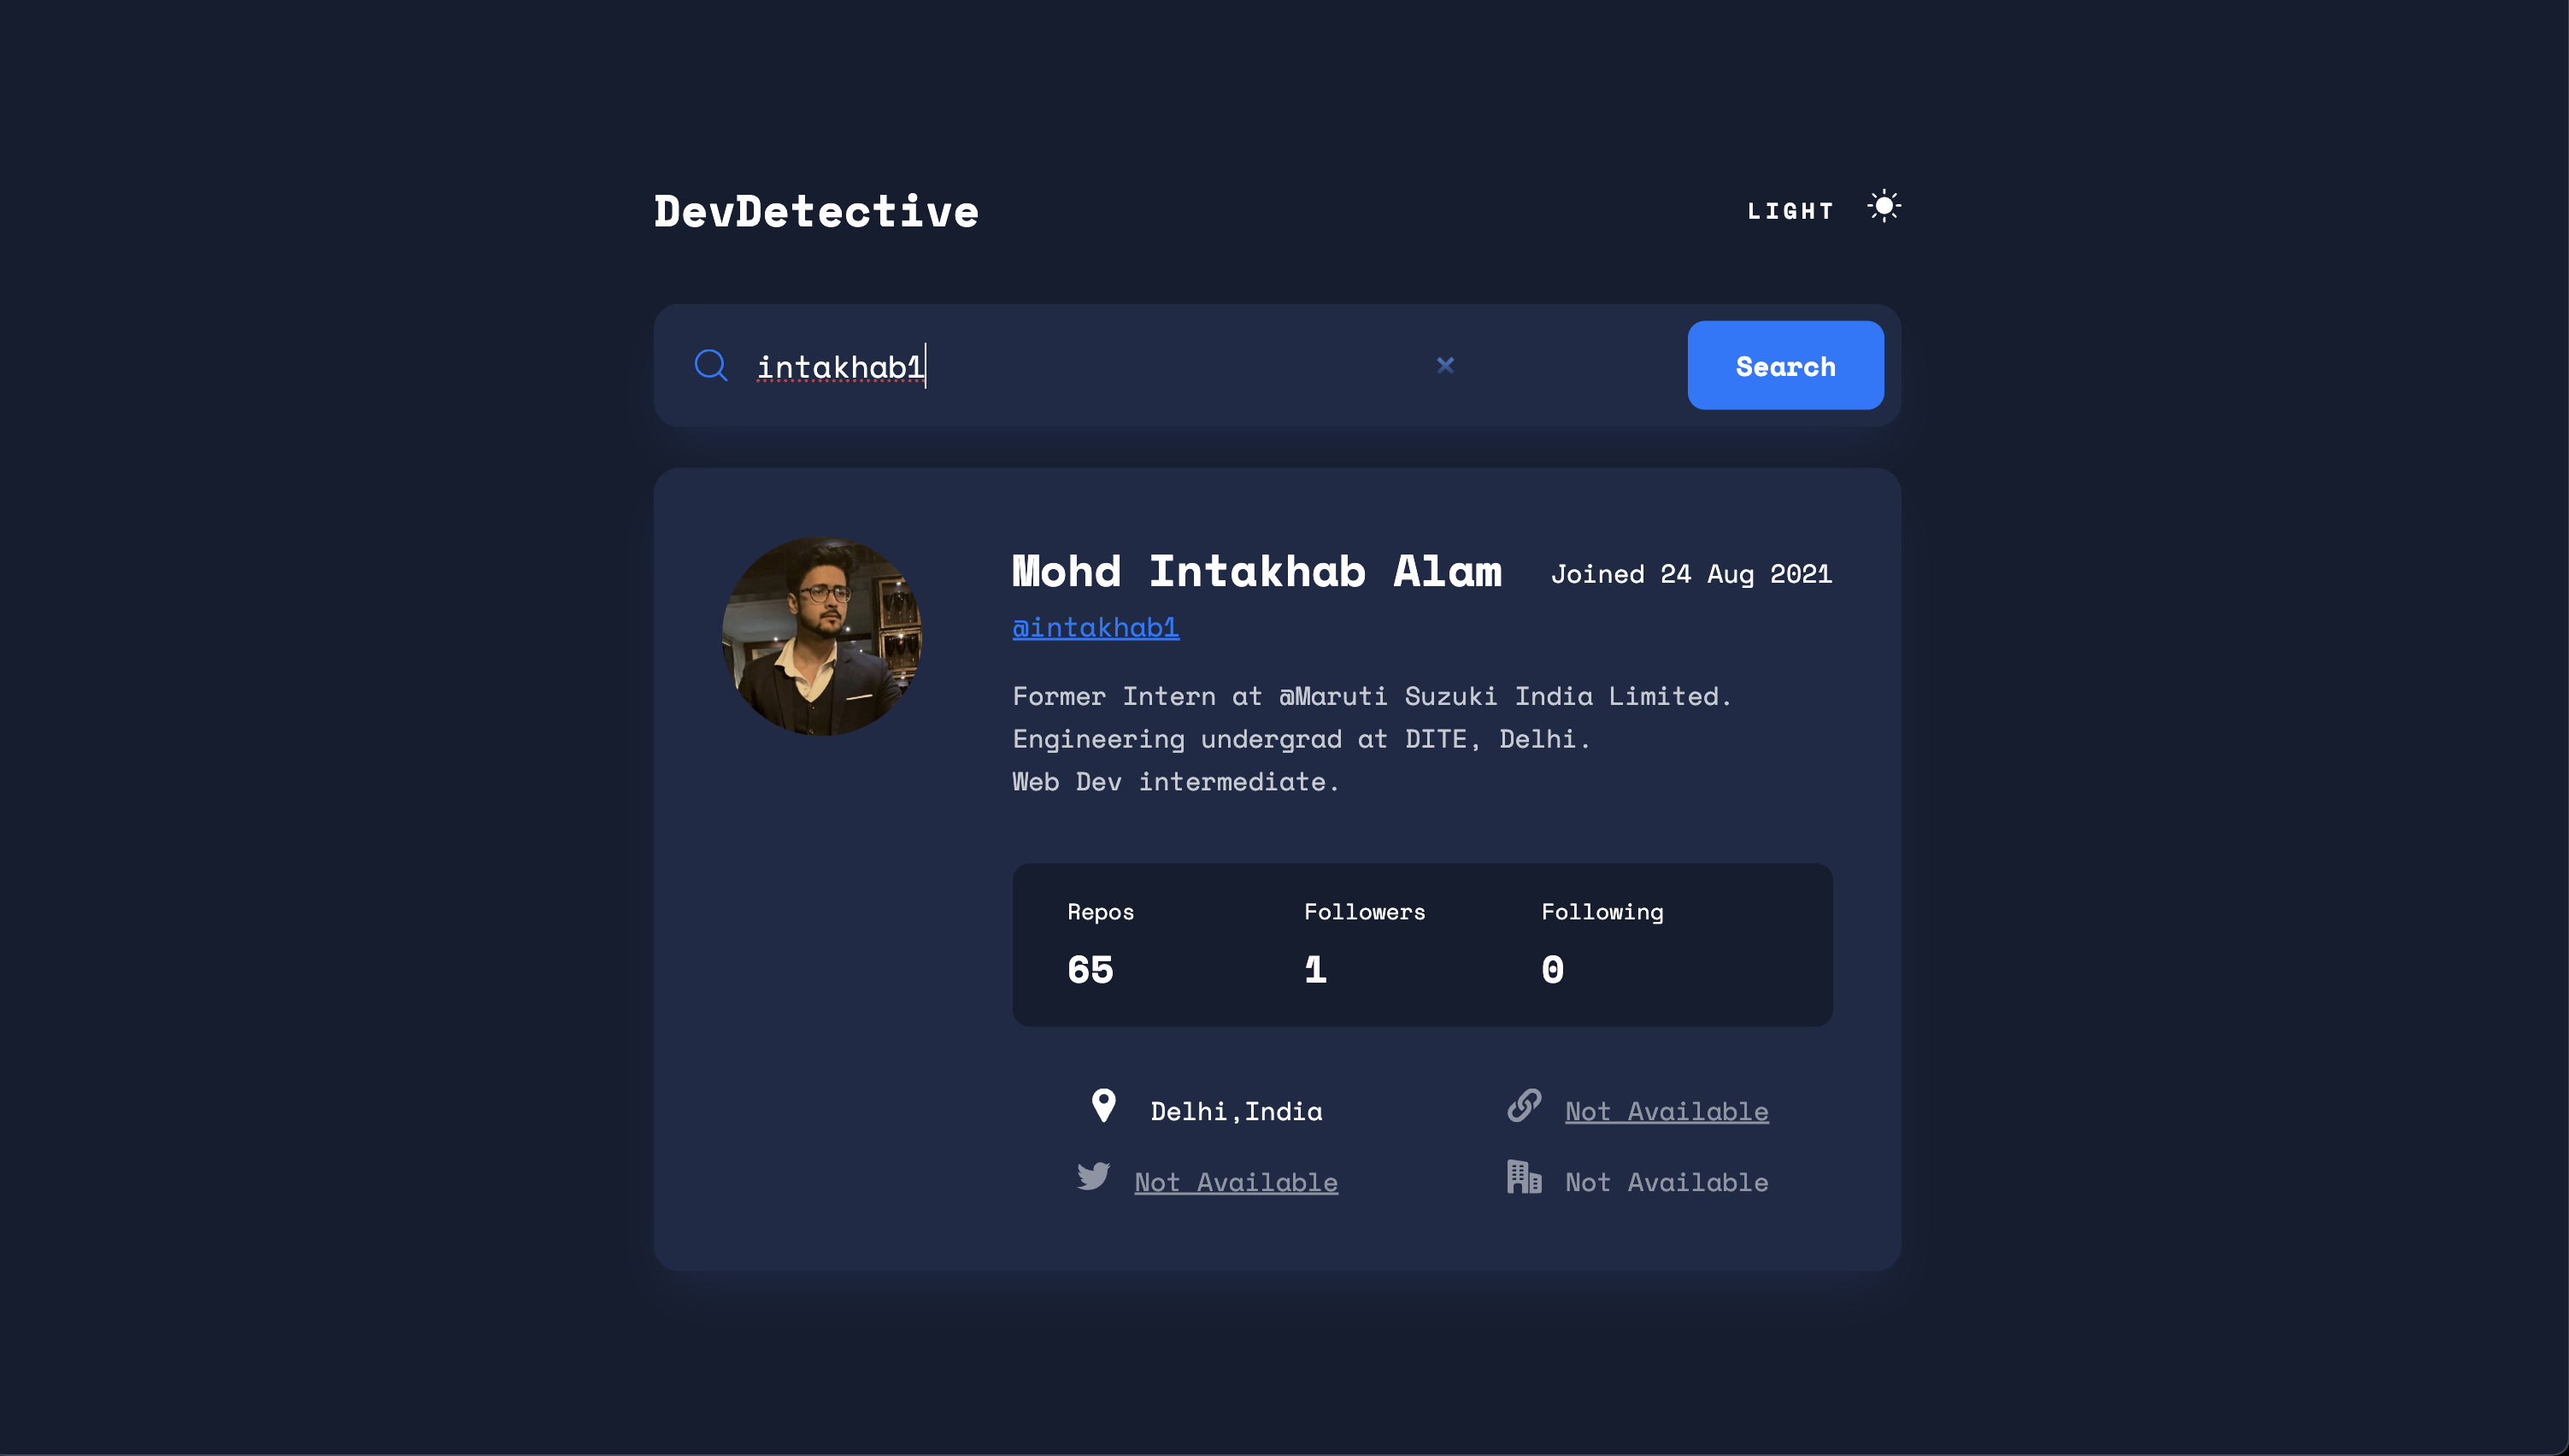 DevDetective
LIGHT
intakhab1
Search
Mohd Intakhab Alam
Joined 24 Aug 2021
@intakhab1
Former Intern at @Maruti Suzuki India Limited.
Engineering undergrad at DITE, Delhi.
Web Dev intermediate.
Repos Followers Following
65 1 0
Delhi,India
Not Available
Not Available
Not Available